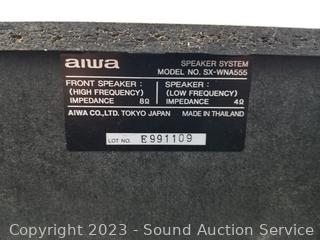 aiwa
SPEAKER SYSTEM
MODEL NO. SX-WNA555
FRONT SPEAKER :
(HIGH FREQUENCY)
IMPEDANCE 8Ω
SPEAKER :
(LOW FREQUENCY)
IMPEDANCE 4Ω
AIWA CO., LTD. TOKYO JAPAN MADE IN THAILAND
LOT NO. E991109
Copyright 2023 - Sound Auction Service